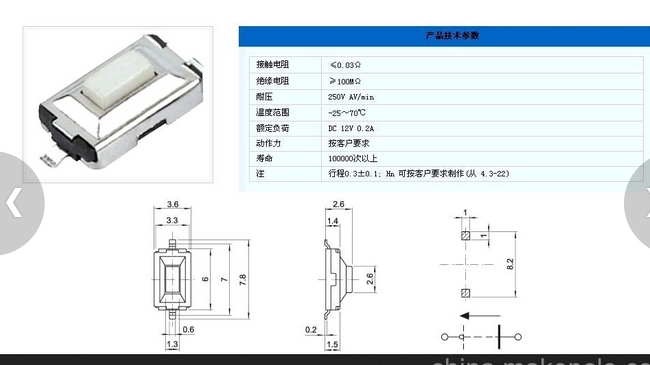 产品技术参数
接触电阻 ≤0.03Ω
绝缘电阻 ≥100MΩ
耐压 250V AV/min
温度范围 -25～70℃
额定负荷 DC 12V 0.2A
动作力 按客户要求
寿命 100000次以上
注 行程0.3±0.1; Hn 可按客户要求制作(从 4.3-22)
3.6
3.3
6
7
7.8
0.6
1.3
2.6
1.4
2.6
0.2
1.5
1
1
8.2